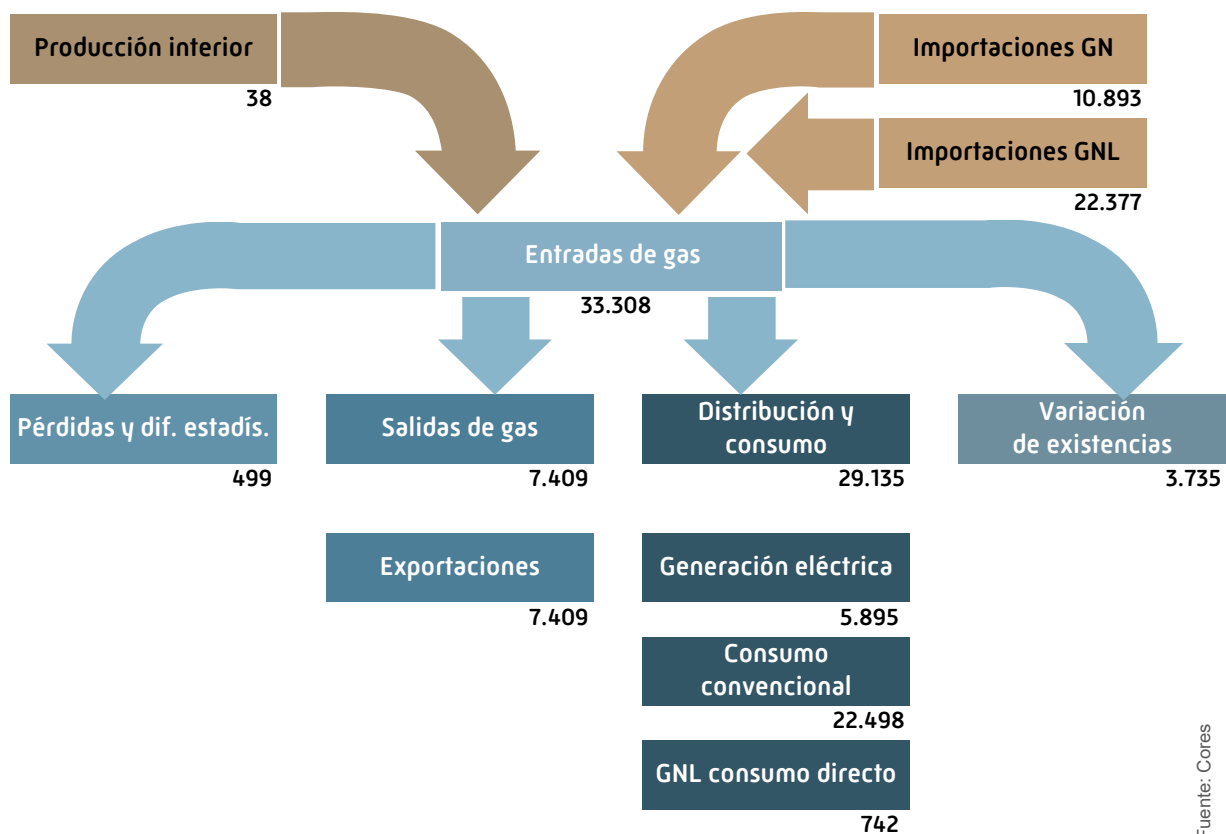 Producción interior
38
Importaciones GN
10.893
Importaciones GNL
22.377
Entradas de gas
33.308
Pérdidas y dif. estadís.
499
Salidas de gas
7.409
Distribución y
consumo
29.135
Variación
de existencias
3.735
Exportaciones
7.409
Generación eléctrica
5.895
Consumo
convencional
22.498
GNL consumo directo
742
Fuente: Cores